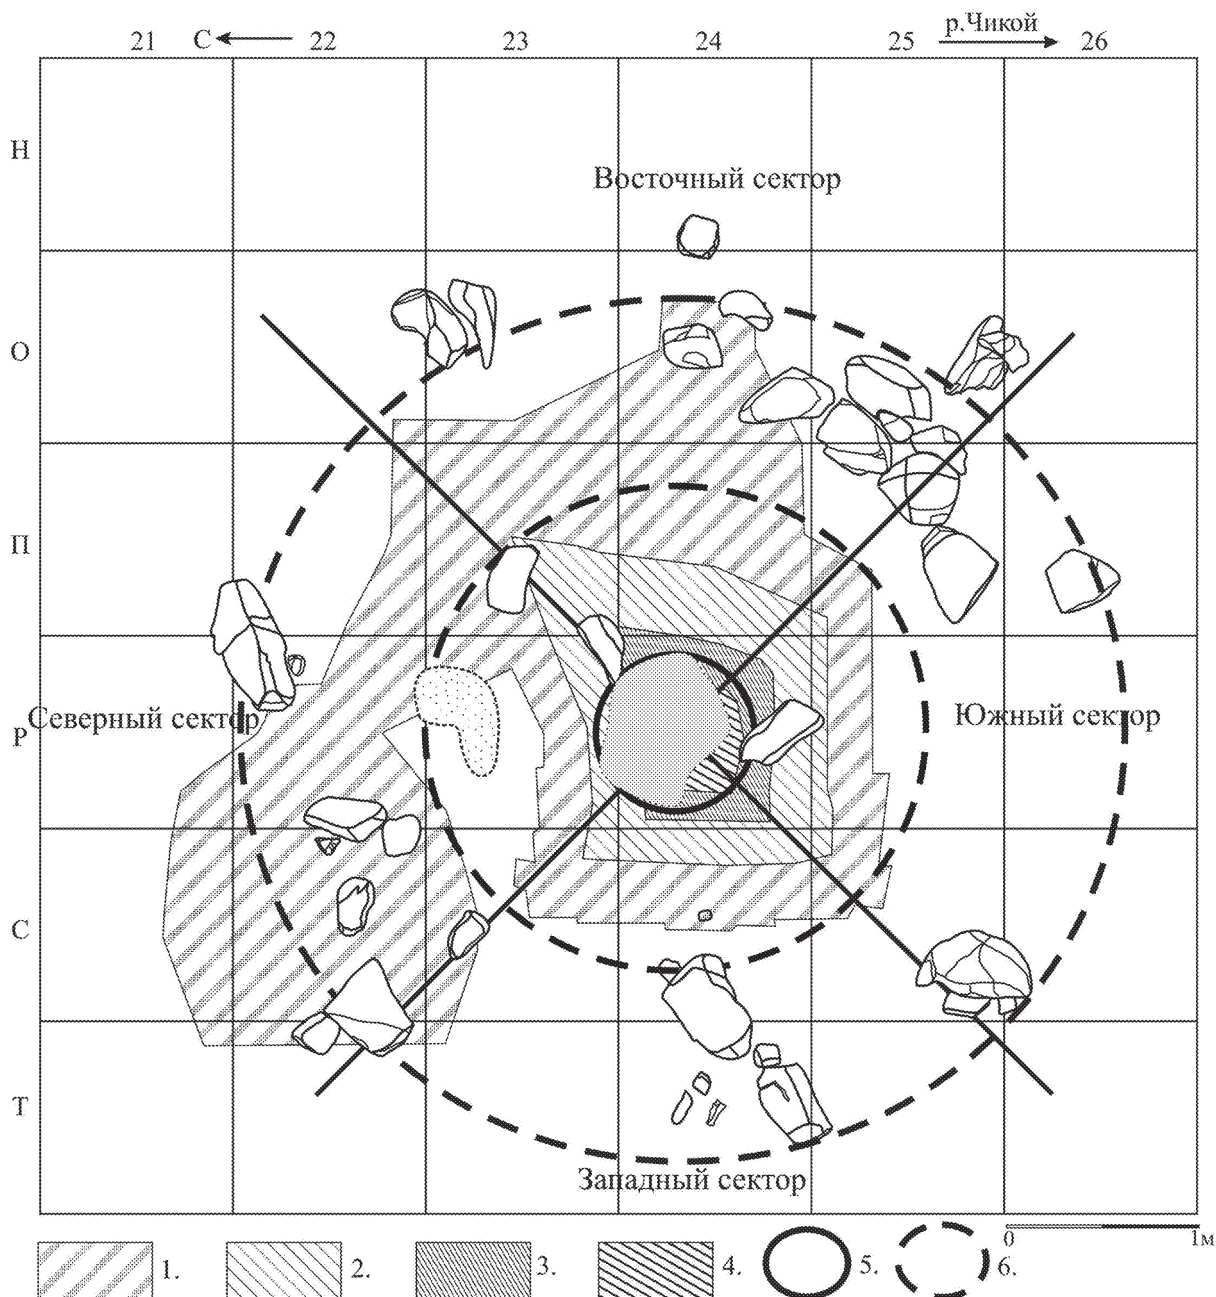 21 С 22 23 24 25 р.Чикой 26
Н
Восточный сектор
О
П
Северный сектор
Р
Южный сектор
С
Т
Западный сектор
0 1м
1. 2. 3. 4. 5. 6.